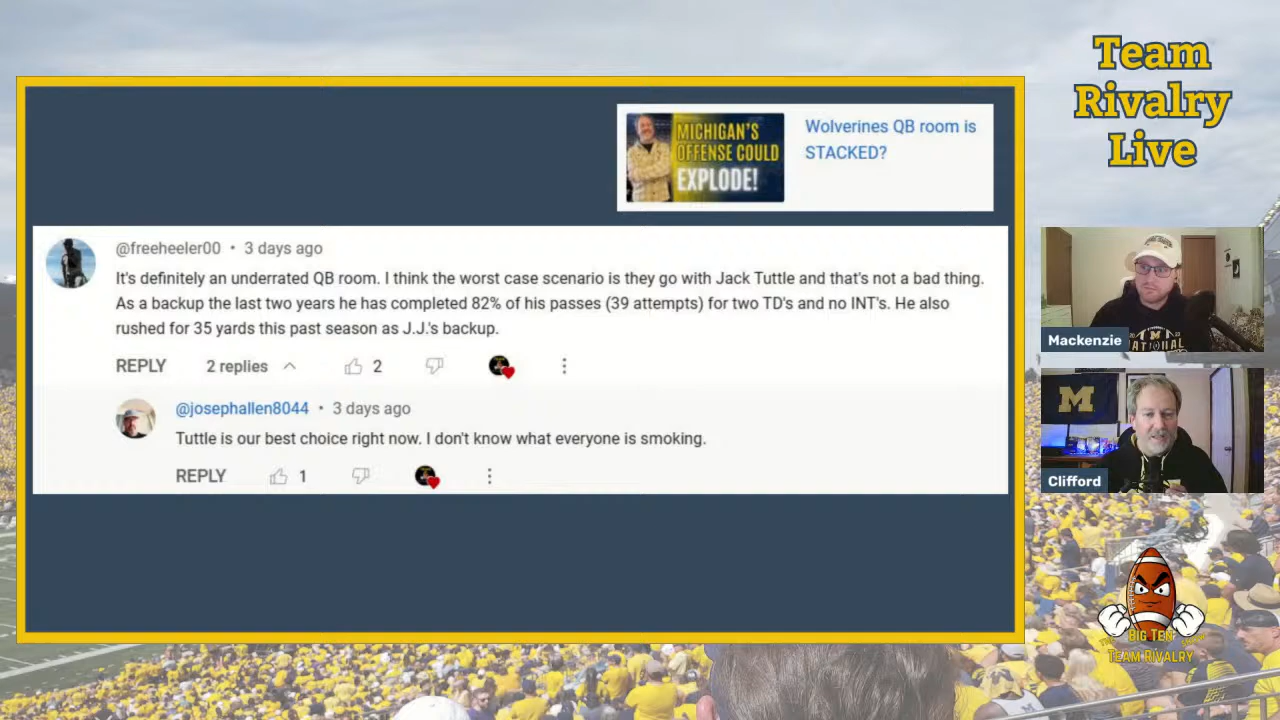 Team
Rivalry
Live
MICHIGAN'S
OFFENSE COULD
EXPLODE!
Wolverines QB room is
STACKED?
@freeheeler00 • 3 days ago
It's definitely an underrated QB room. I think the worst case scenario is they go with Jack Tuttle and that's not a bad thing.
As a backup the last two years he has completed 82% of his passes (39 attempts) for two TD's and no INT's. He also
rushed for 35 yards this past season as J.J.'s backup.
REPLY 2 replies 2
@josephallen8044 • 3 days ago
Tuttle is our best choice right now. I don't know what everyone is smoking.
REPLY 1
M
NATIONAL
Mackenzie
M
Clifford
THE BIG TEN SHOW
TEAM RIVALRY